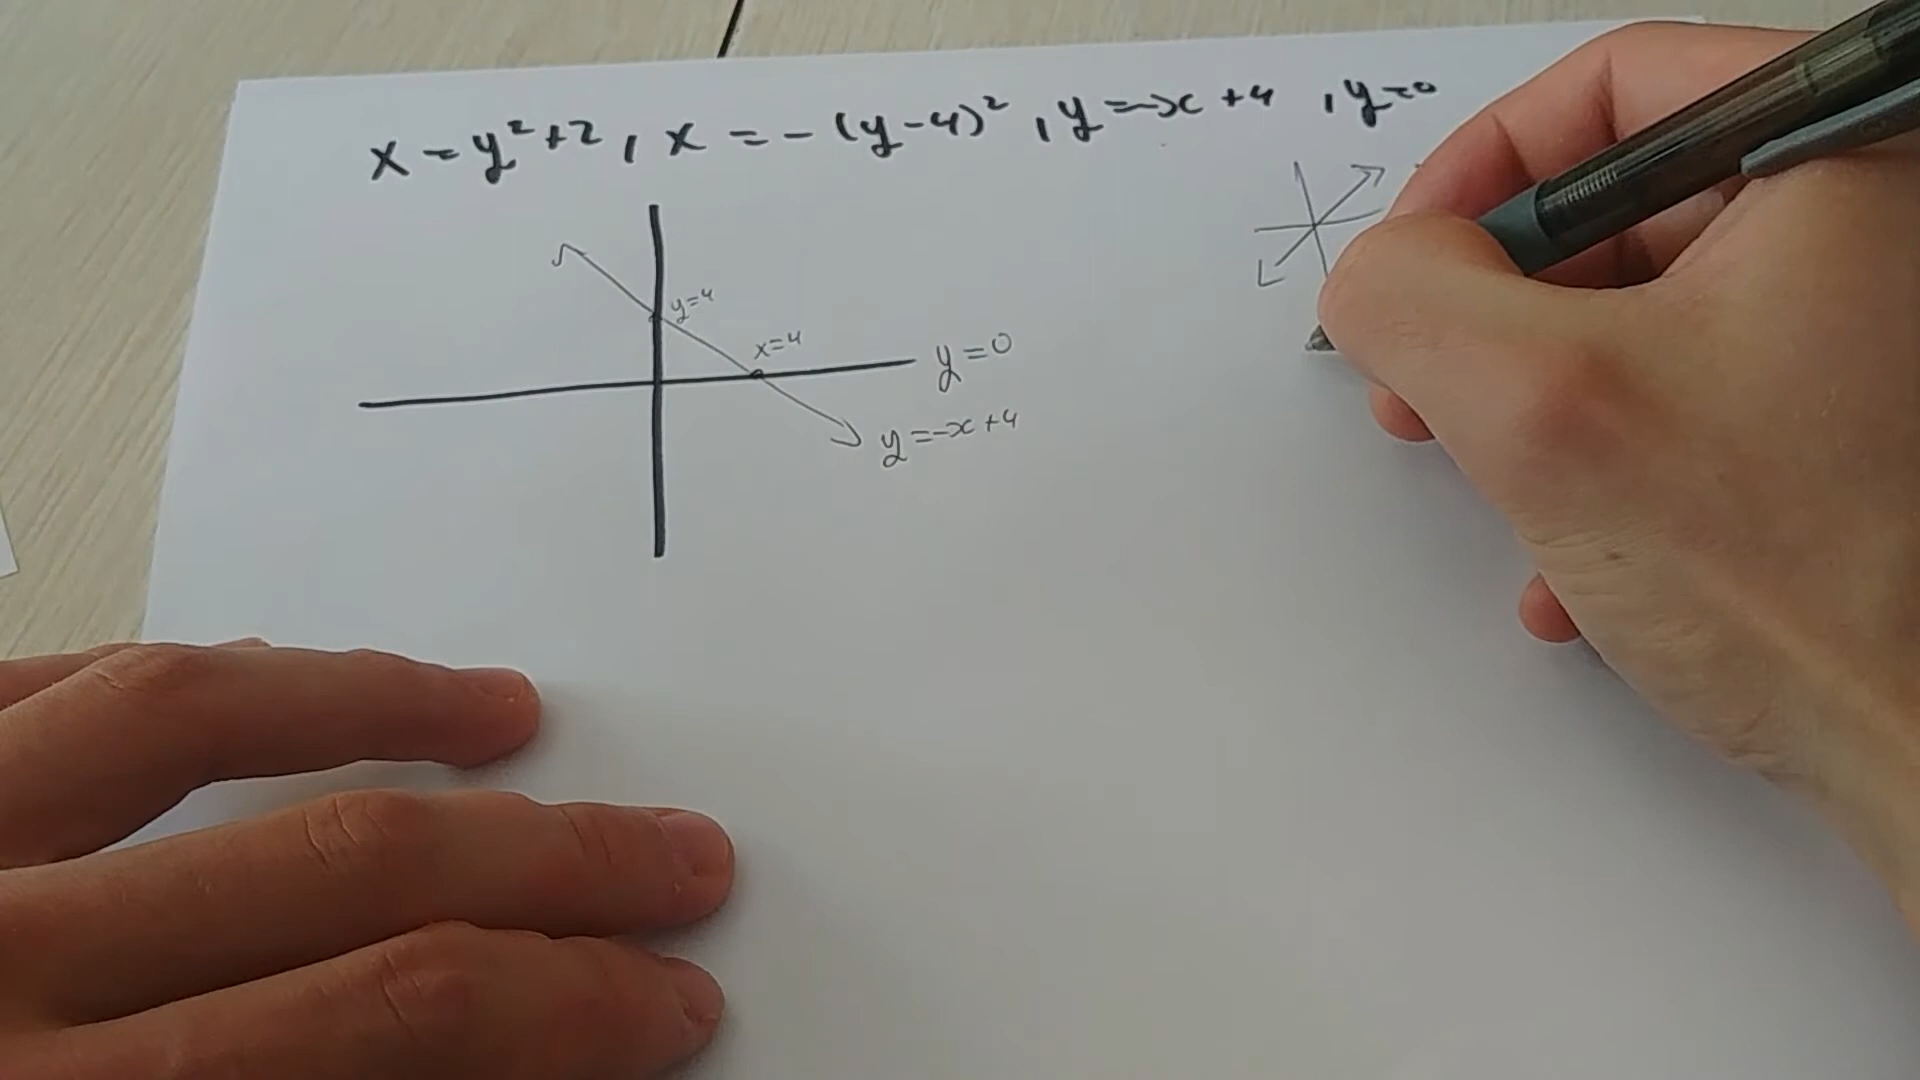 x = y²+2, x = -(y-4)², y=-x+4, y=0
y=4
x=4
y=0
y=-x+4